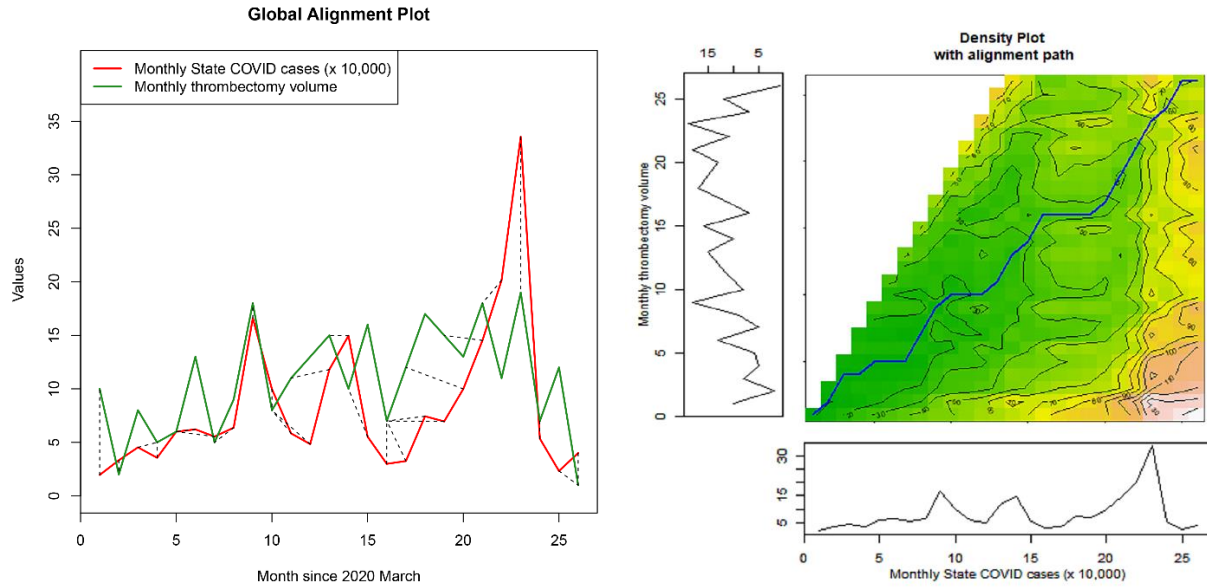 Global Alignment Plot
Monthly State COVID cases (x 10,000)
Monthly thrombectomy volume
Values
35
30
25
20
15
10
5
0
0 5 10 15 20 25
Month since 2020 March
Density Plot
with alignment path
15 5
Monthly thrombectomy volume
25
20
15
10
5
0
30
15
5
0 5 10 15 20 25
Monthly State COVID cases (x 10,000)